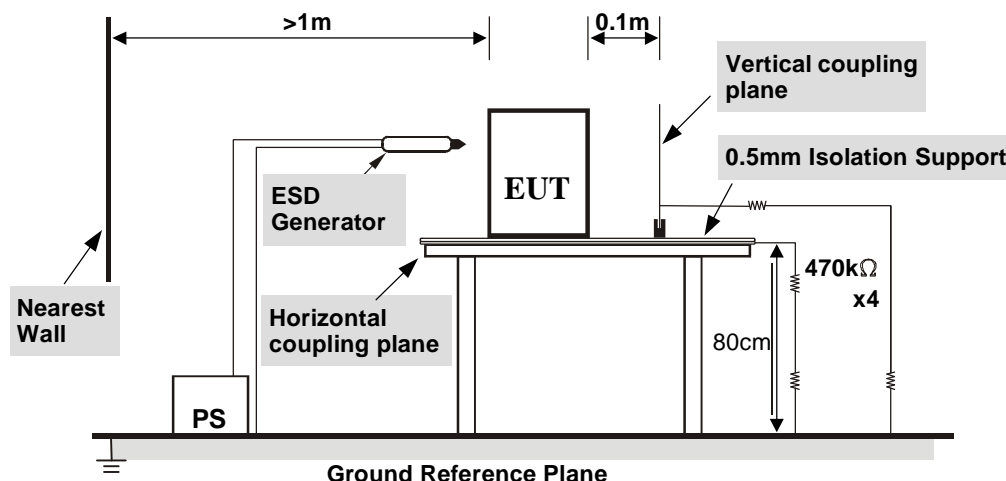 >1m
0.1m
Vertical coupling
plane
0.5mm Isolation Support
ESD
Generator
EUT
Nearest
Wall
Horizontal
coupling plane
470kΩ
x4
80cm
PS
Ground Reference Plane